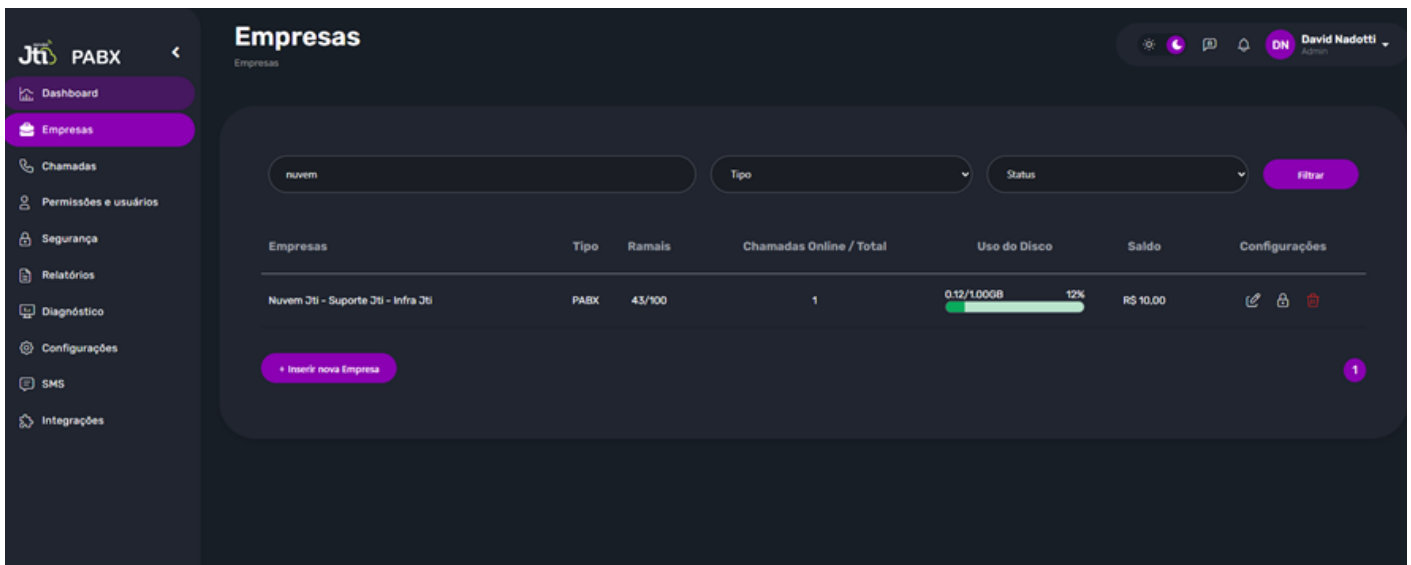 Jti PABX
Empresas
Empresas
DN
David Nadotti
Admin
Dashboard
Empresas
Chamadas
Permissões e usuários
Segurança
Relatórios
Diagnóstico
Configurações
SMS
Integrações
nuvem
Tipo
Status
Filtrar
Empresas Tipo Ramais Chamadas Online / Total Uso do Disco Saldo Configurações
Nuvem Jti - Suporte Jti - Infra Jti PABX 43/100 1 0.12/1.00GB 12% R$ 10,00
+ Inserir nova Empresa
1